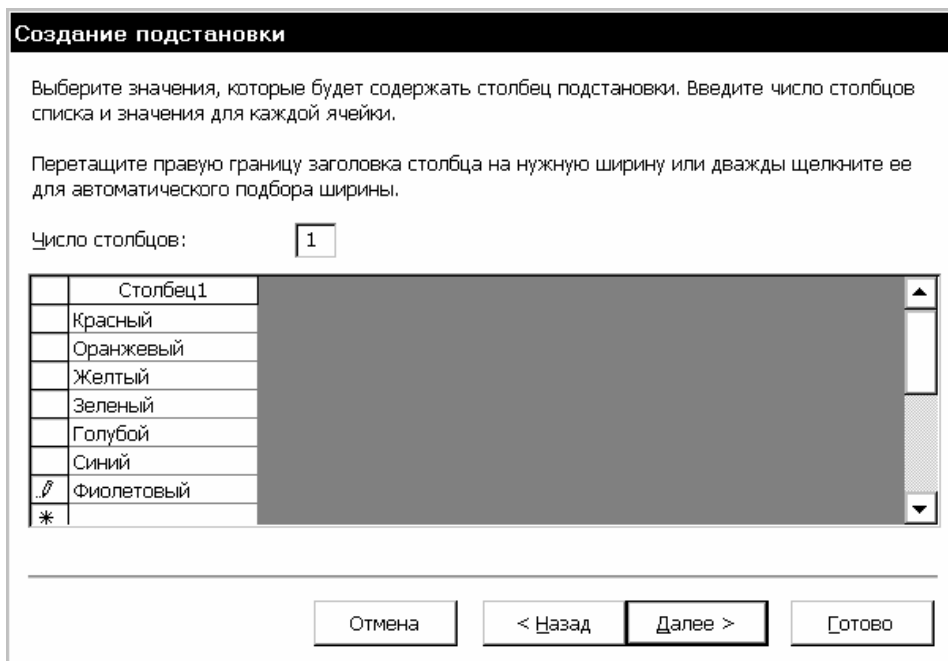 Создание подстановки
Выберите значения, которые будет содержать столбец подстановки. Введите число столбцов
списка и значения для каждой ячейки.
Перетащите правую границу заголовка столбца на нужную ширину или дважды щелкните ее
для автоматического подбора ширины.
Число столбцов: 1
Столбец1
Красный
Оранжевый
Желтый
Зеленый
Голубой
Синий
Фиолетовый
*
Отмена < Назад Далее > Готово